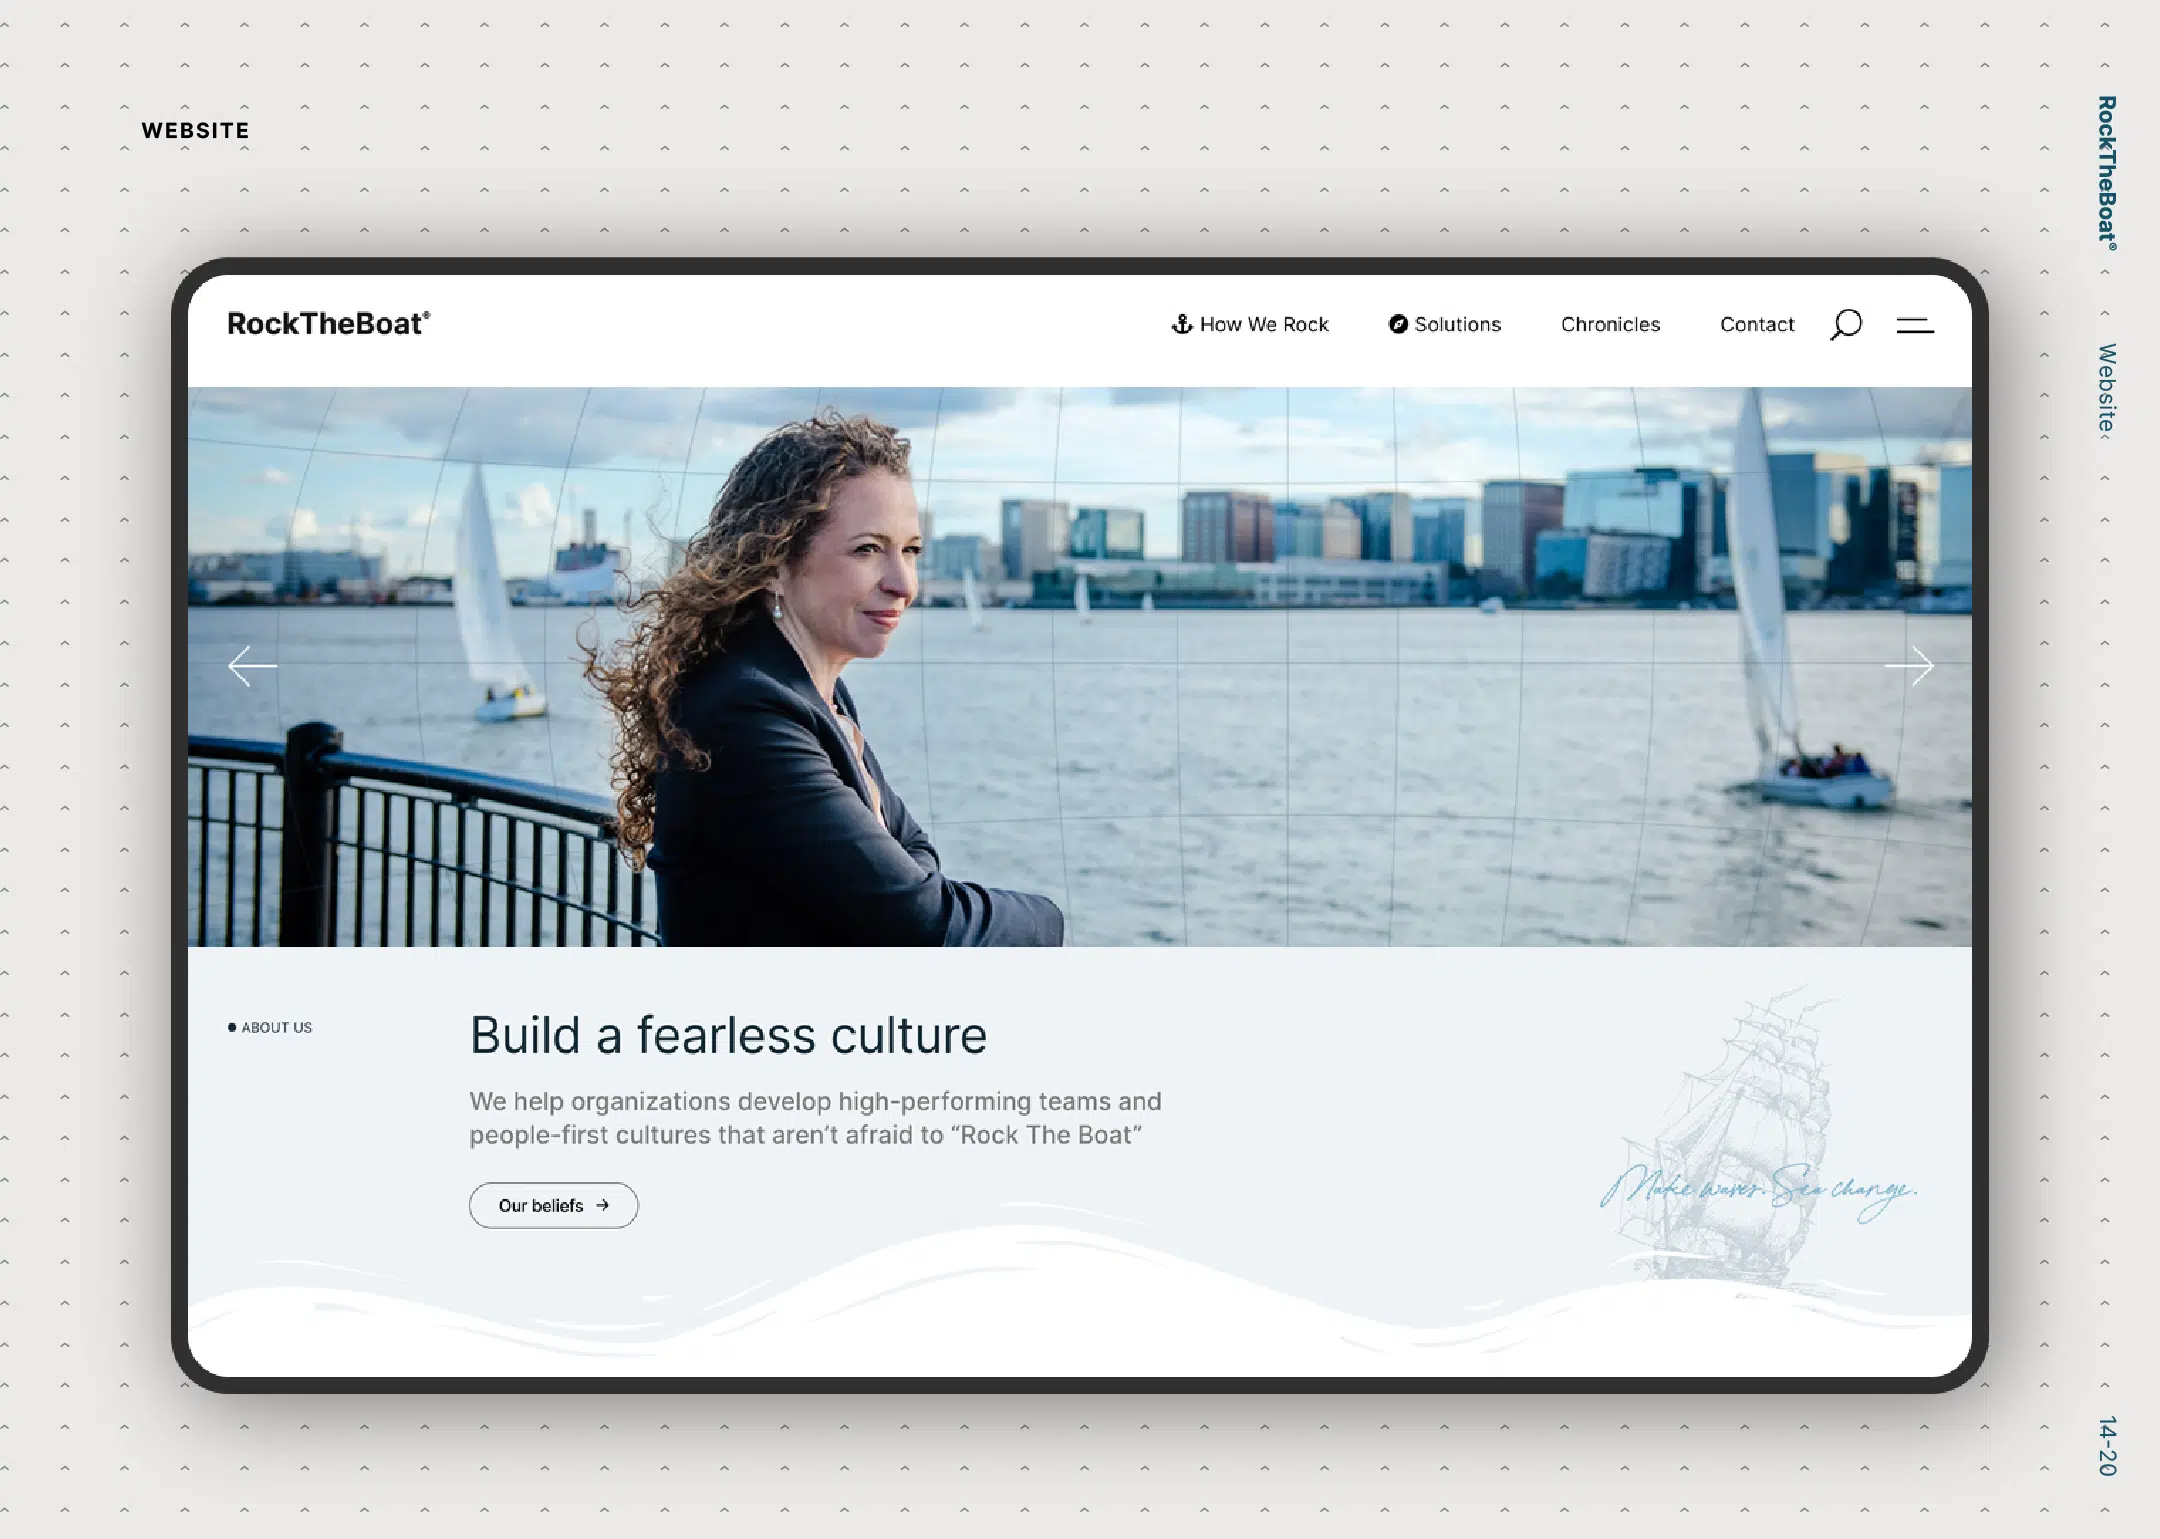 WEBSITE
RockTheBoat®
How We Rock
Solutions
Chronicles
Contact
ABOUT US
Build a fearless culture
We help organizations develop high-performing teams and
people-first cultures that aren’t afraid to “Rock The Boat”
Our beliefs →
Make waves. Sea change.
RockTheBoat®
Website
14-20